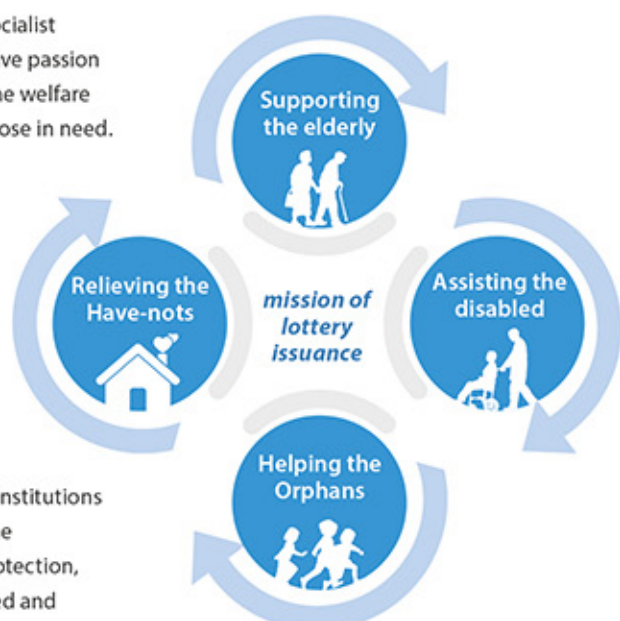 ve passion
welfare
ose in need.
Supporting
the elderly
Relieving the
Have-nots
mission of
lottery
issuance
Assisting the
disabled
Helping the
Orphans
nstitutions
otection,
ed and